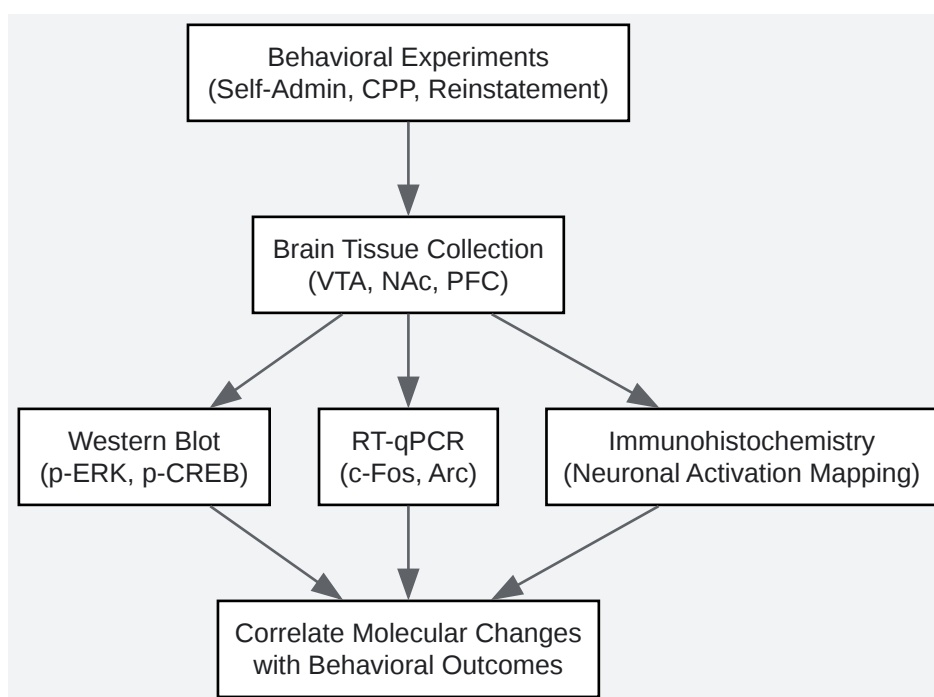 Behavioral Experiments
(Self-Admin, CPP, Reinstatement)
Brain Tissue Collection
(VTA, NAc, PFC)
Western Blot
(p-ERK, p-CREB)
RT-qPCR
(c-Fos, Arc)
Immunohistochemistry
(Neuronal Activation Mapping)
Correlate Molecular Changes
with Behavioral Outcomes